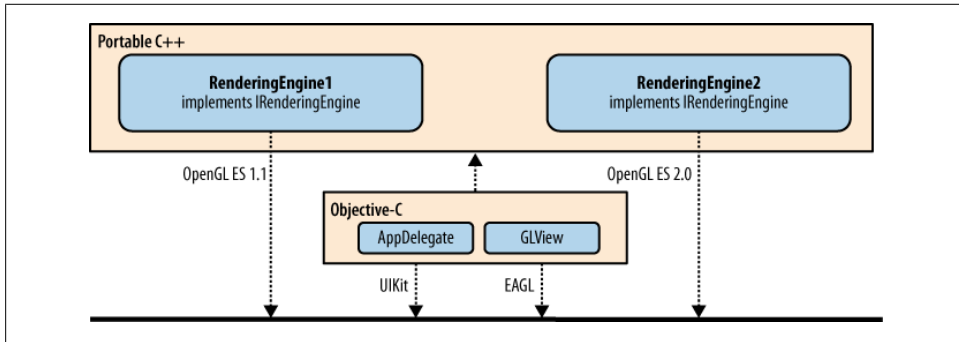 Portable C++
RenderingEngine1
implements IRenderingEngine
RenderingEngine2
implements IRenderingEngine
OpenGL ES 1.1
OpenGL ES 2.0
Objective-C
AppDelegate
GLView
UIKit
EAGL